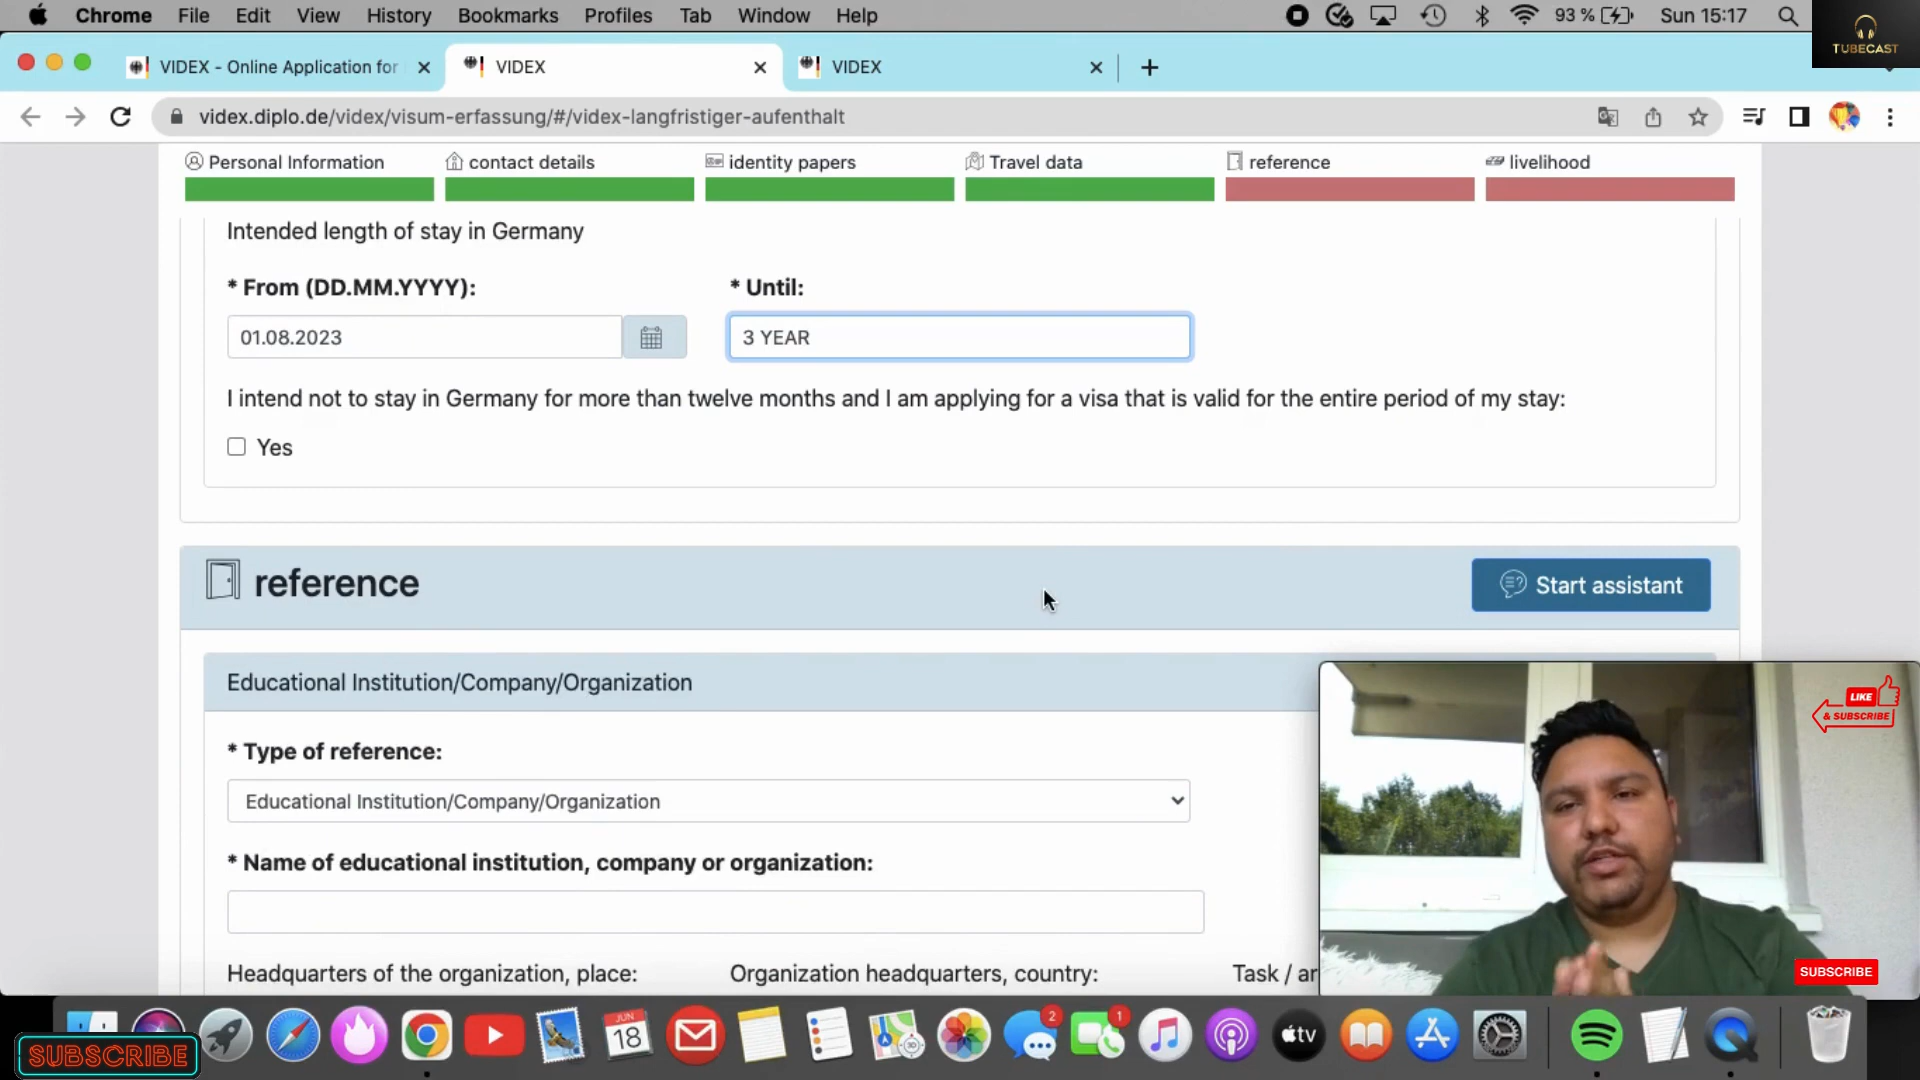 Chrome File Edit View History Bookmarks Profiles Tab Window Help 93 % Sun 15:17
TUBECAST
VIDEX - Online Application for
VIDEX
VIDEX
videx.diplo.de/videx/visum-erfassung/#/videx-langfristiger-aufenthalt
Personal Information
contact details
identity papers
Travel data
reference
livelihood
Intended length of stay in Germany
* From (DD.MM.YYYY):
* Until:
01.08.2023
3 YEAR
I intend not to stay in Germany for more than twelve months and I am applying for a visa that is valid for the entire period of my stay:
Yes
reference
Start assistant
Educational Institution/Company/Organization
* Type of reference:
Educational Institution/Company/Organization
* Name of educational institution, company or organization:
Headquarters of the organization, place:
Organization headquarters, country:
Task / ar
LIKE
& SUBSCRIBE
SUBSCRIBE
JUN
18
2
1
tv
SUBSCRIBE